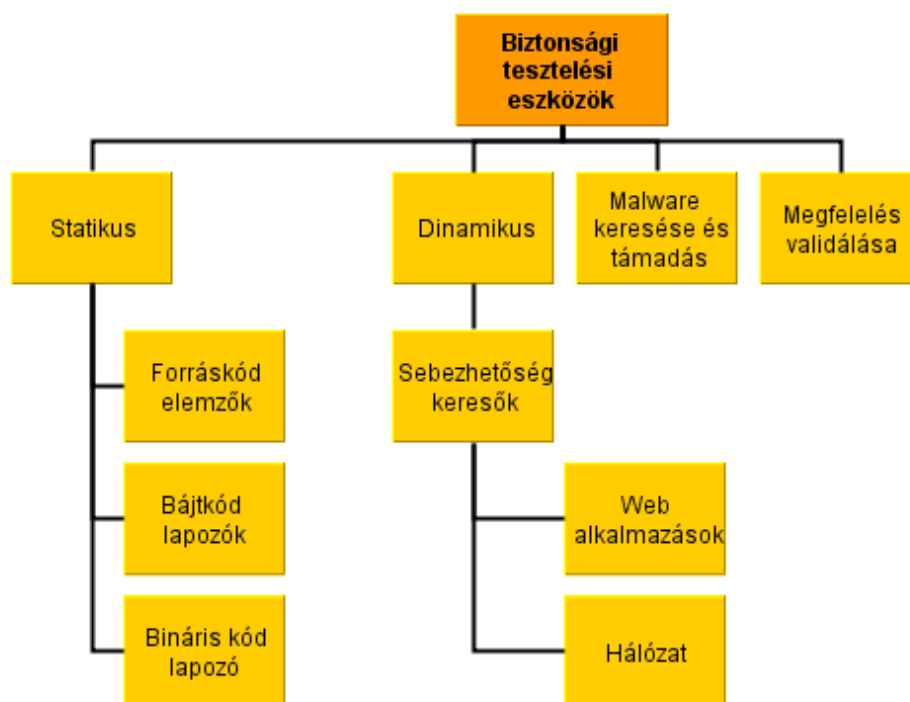 Biztonsági
tesztelési
eszközök
Statikus
Dinamikus
Malware
keresése és
támadás
Megfelelés
validálása
Forráskód
elemzők
Sebezhetőség
keresők
Bájtkód
lapozók
Web
alkalmazások
Bináris kód
lapozó
Hálózat